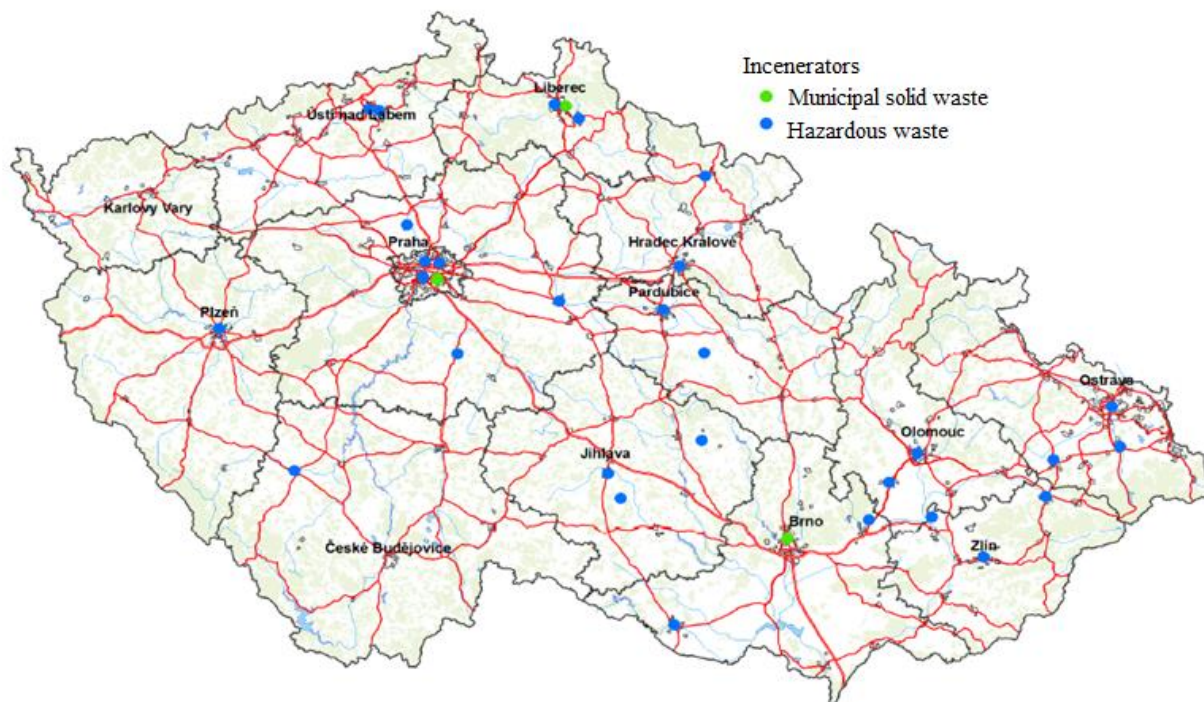 Incenerators
Municipal solid waste
Hazardous waste
Liberec
Ústí nad Labem
Karlovy Vary
Praha
Hradec Králové
Pardubice
Plzeň
Ostrava
Olomouc
Jihlava
Brno
České Budějovice
Zlín